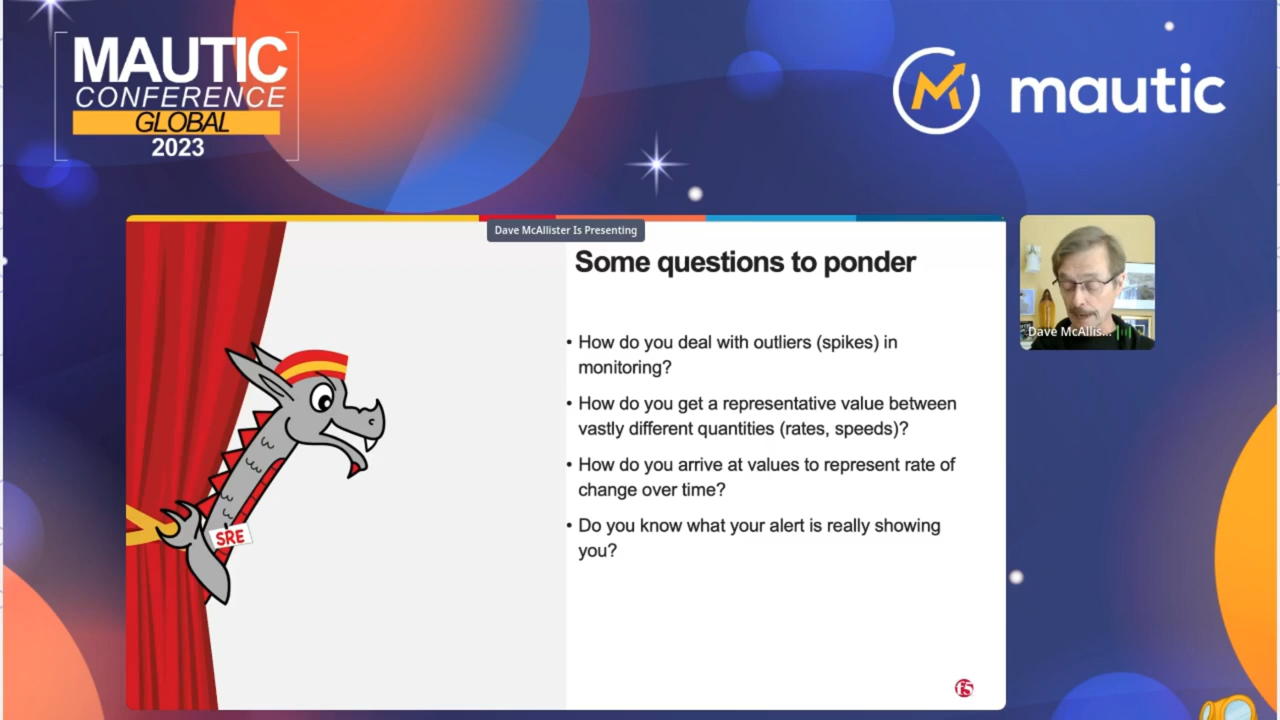 MAUTIC
CONFERENCE
GLOBAL
2023
mautic
Dave McAllister Is Presenting
Some questions to ponder
• How do you deal with outliers (spikes) in
monitoring?
• How do you get a representative value between
vastly different quantities (rates, speeds)?
• How do you arrive at values to represent rate of
change over time?
• Do you know what your alert is really showing
you?
SRE
Dave McAllis...
f5